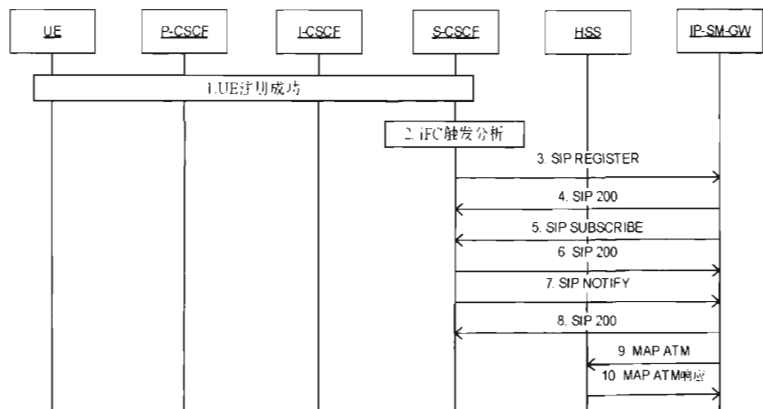 UE P-CSCF I-CSCF S-CSCF HSS IP-SM-GW
1.UE注册成功
2. iFC触发分析
3. SIP REGISTER
4. SIP 200
5. SIP SUBSCRIBE
6 SIP 200
7. SIP NOTIFY
8. SIP 200
9 MAP ATM
10 MAP ATM响应